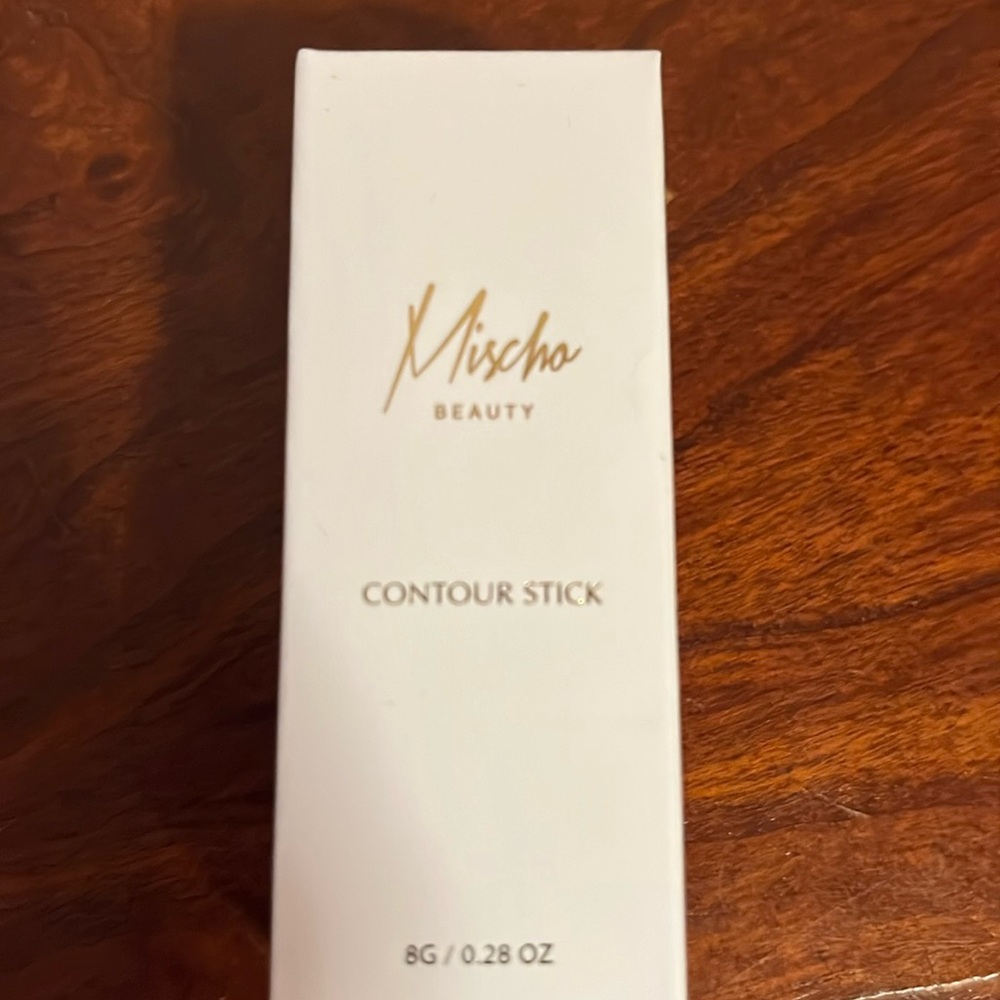 Mischo
BEAUTY
CONTOUR STICK
8G / 0.28 OZ